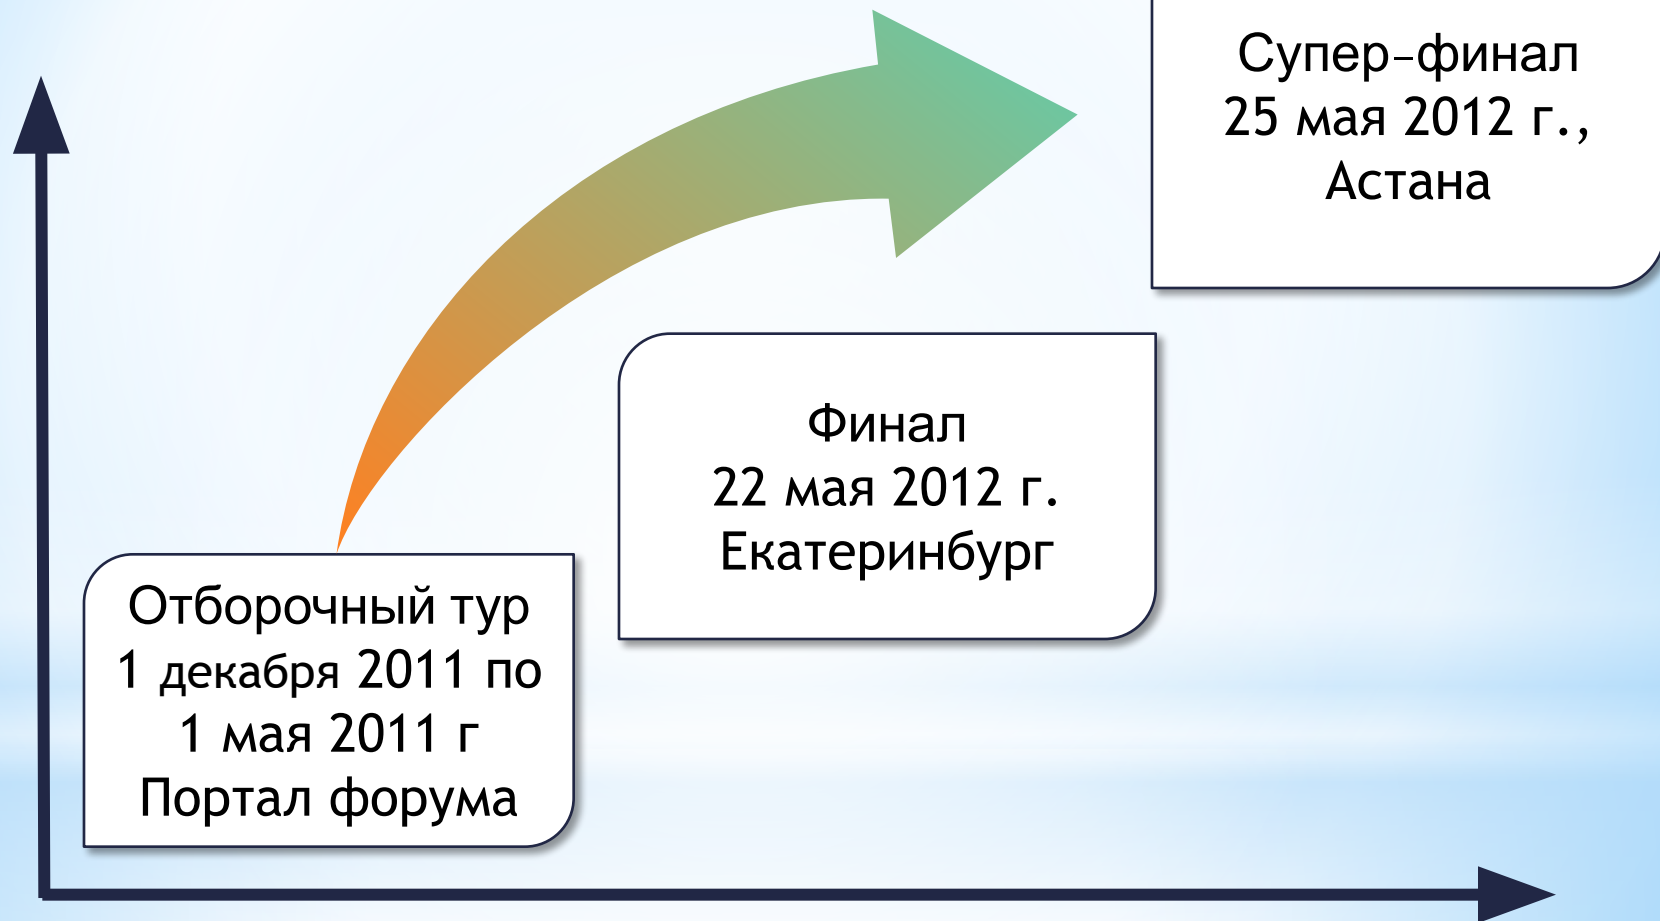 Супер-финал
25 мая 2012 г.,
Астана
Финал
22 мая 2012 г.
Екатеринбург
Отборочный тур
1 декабря 2011 по
1 мая 2011 г
Портал форума